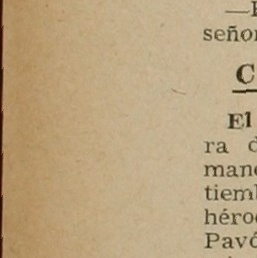 —
señor
C
El
ra d
mane
tiemb
héroe
Pavó